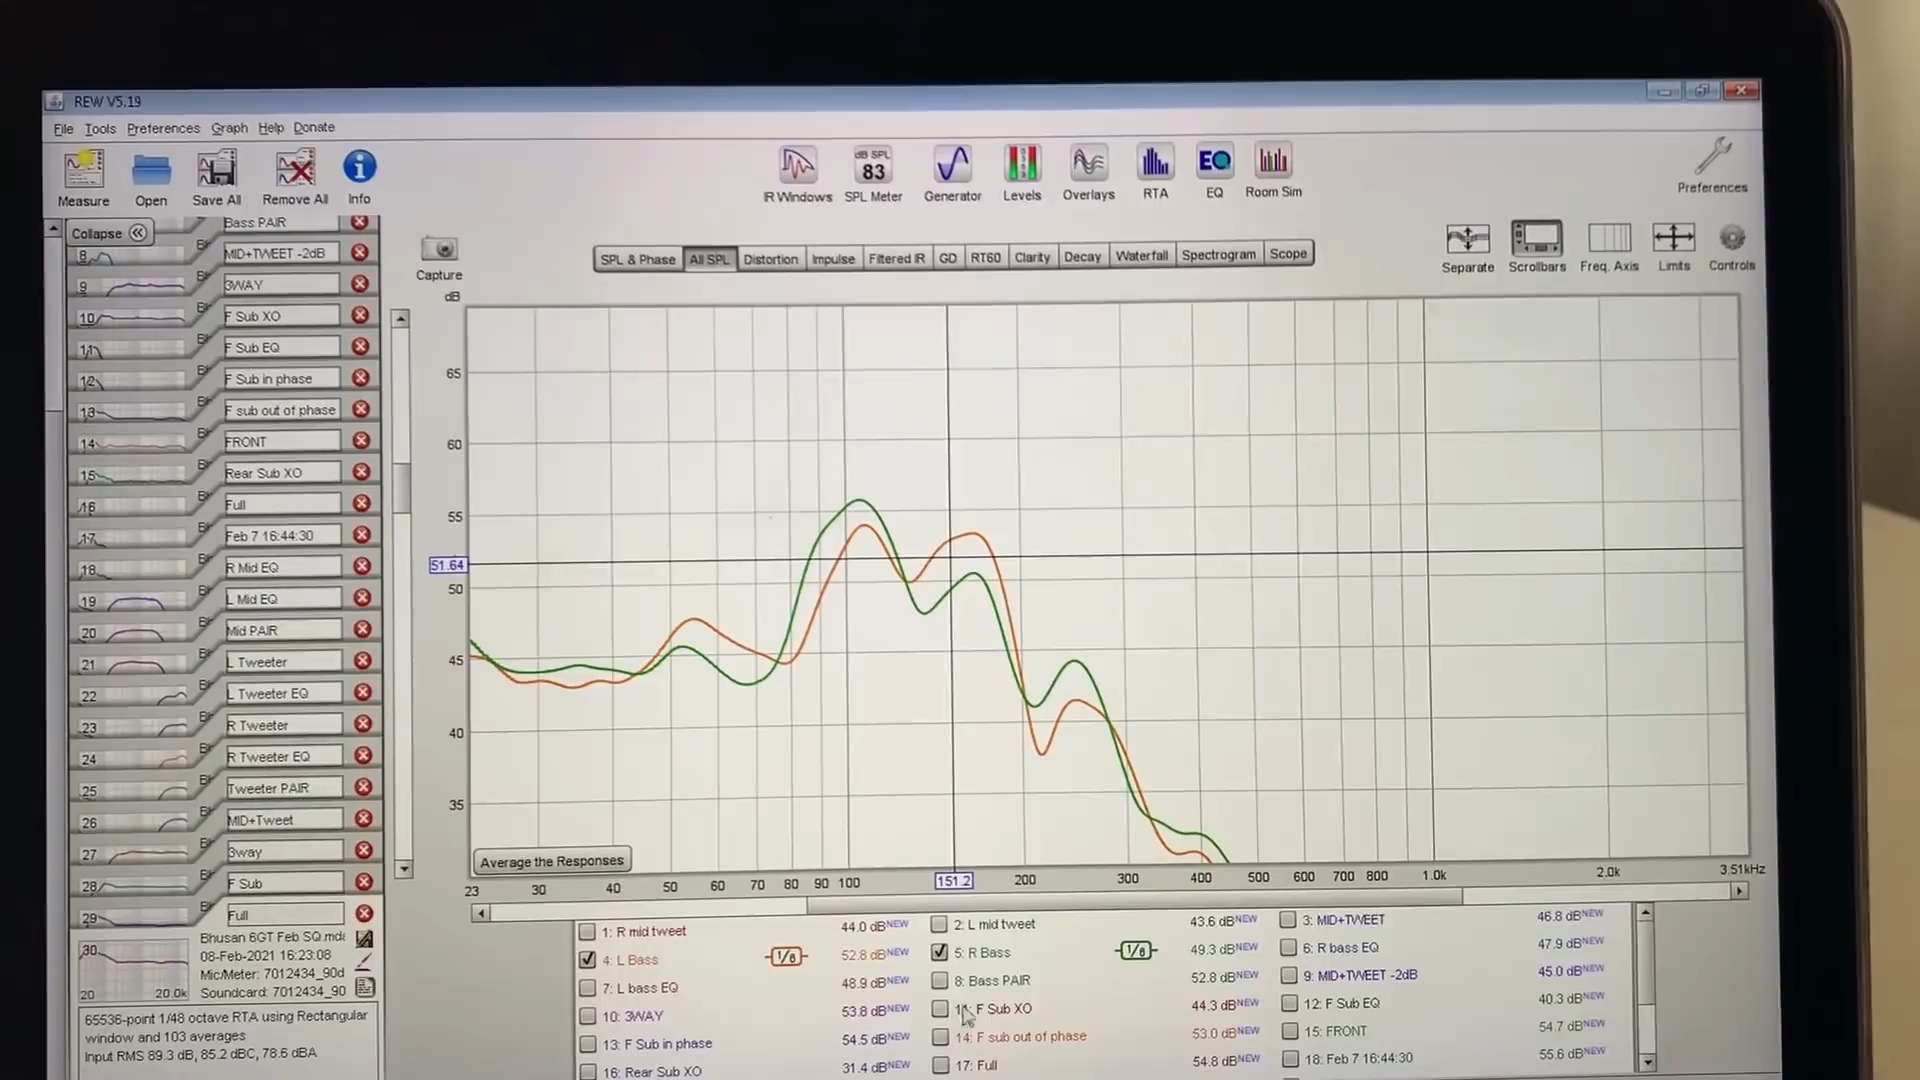 REW V5.19
File Tools Preferences Graph Help Donate
Measure Open Save All Remove All Info
IR Windows
dB SPL
83
SPL Meter Generator Levels Overlays RTA
EQ
EQ Room Sim
Preferences
Collapse
Bass PAIR
8 MID+TWEET -2dB
9 3WAY
10 F Sub XO
11 F Sub EQ
12 F Sub in phase
13 F sub out of phase
14 FRONT
15 Rear Sub XO
16 Full
17 Feb 7 16:44:30
18 R Mid EQ
19 L Mid EQ
20 Mid PAIR
21 L Tweeter
22 L Tweeter EQ
23 R Tweeter
24 R Tweeter EQ
25 Tweeter PAIR
26 MID+Tweet
27 3way
28 F Sub
29 Full
30
20 20.0k
Bhusan 6GT Feb SQ.mda
08-Feb-2021 16:23:08
Mic/Meter: 7012434_90d
Soundcard: 7012434_90
65536-point 1/48 octave RTA using Rectangular
window and 103 averages
Input RMS 89.3 dB, 85.2 dBC, 78.6 dBA
Capture
SPL & Phase All SPL Distortion Impulse Filtered IR GD RT60 Clarity Decay Waterfall Spectrogram Scope
Separate Scrollbars Freq. Axis Limits Controls
dB
65
60
55
51.64
50
45
40
35
Average the Responses
23 30 40 50 60 70 80 90 100 151.2 200 300 400 500 600 700 800 1.0k 2.0k 3.51kHz
1: R mid tweet 44.0 dB NEW 2: L mid tweet 43.6 dB NEW 3: MID+TWEET 46.8 dB NEW
4: L Bass 1/6 52.8 dB NEW 5: R Bass 1/6 49.3 dB NEW 6: R bass EQ 47.9 dB NEW
7: L bass EQ 48.9 dB NEW 8: Bass PAIR 52.8 dB NEW 9: MID+TWEET -2dB 45.0 dB NEW
10: 3WAY 53.8 dB NEW F Sub XO 44.3 dB NEW 12: F Sub EQ 40.3 dB NEW
13: F Sub in phase 54.5 dB NEW 14: F sub out of phase 53.0 dB NEW 15: FRONT 54.7 dB NEW
16: Rear Sub XO 31.4 dB NEW 17: Full 54.8 dB NEW 18: Feb 7 16:44:30 55.6 dB NEW